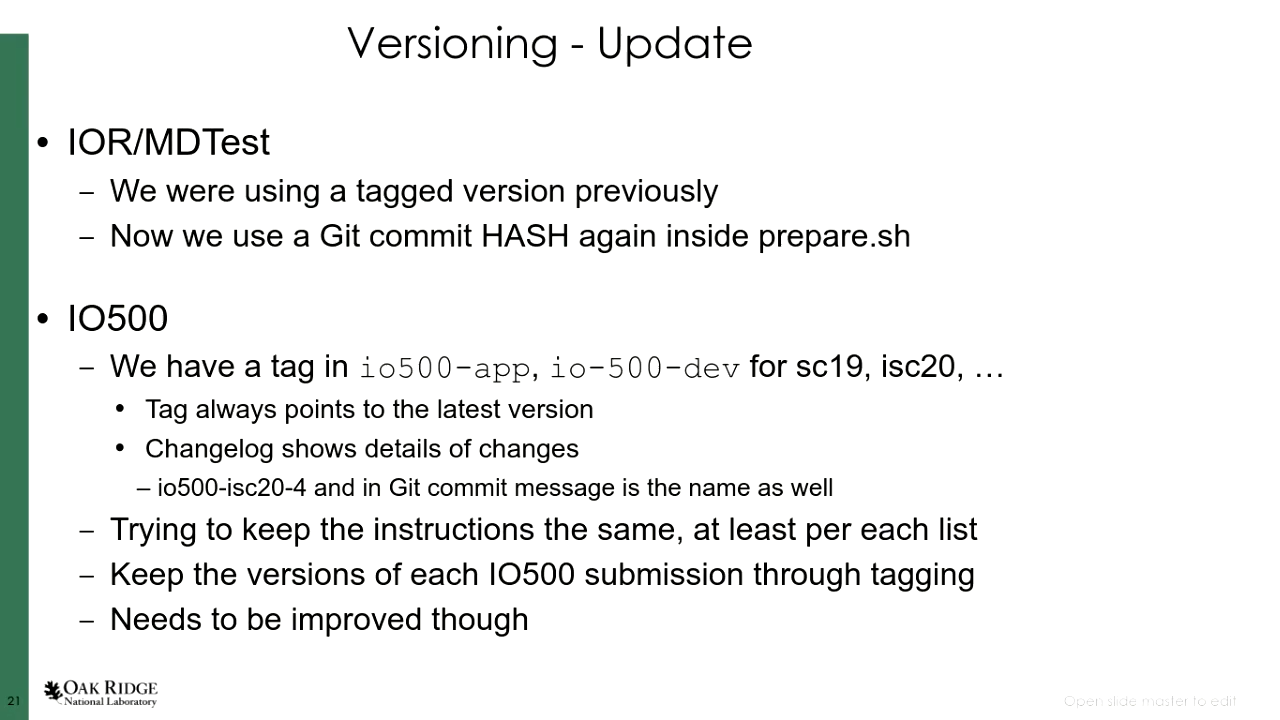 Versioning - Update
• IOR/MDTest
– We were using a tagged version previously
– Now we use a Git commit HASH again inside prepare.sh
• IO500
– We have a tag in io500-app, io-500-dev for sc19, isc20, …
• Tag always points to the latest version
• Changelog shows details of changes
– io500-isc20-4 and in Git commit message is the name as well
– Trying to keep the instructions the same, at least per each list
– Keep the versions of each IO500 submission through tagging
– Needs to be improved though
21
OAK RIDGE
National Laboratory
Open slide master to edit